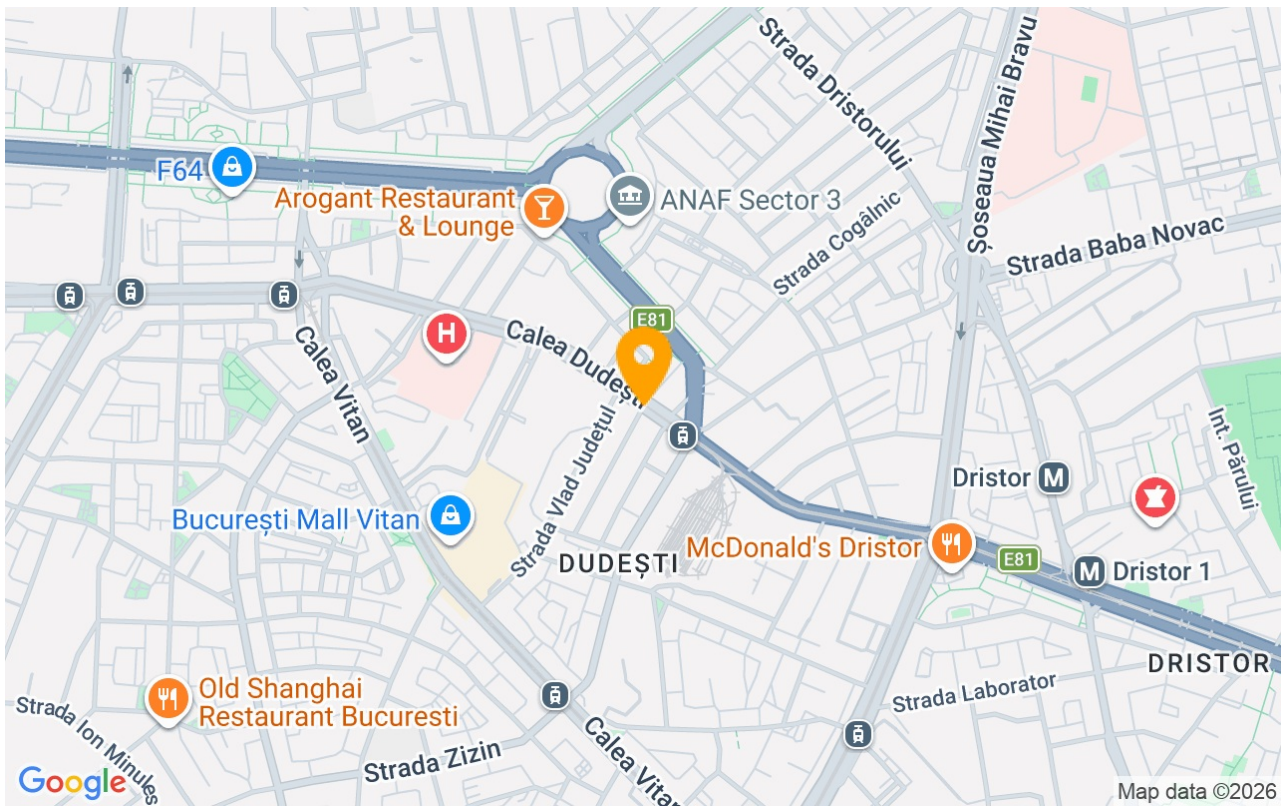 Strada Dristorului
Șoseaua Mihai Bravu
F64
Arogant Restaurant
& Lounge
ANAF Sector 3
Strada Cogâlnic
Strada Baba Novac
E81
H
Calea Dudești
Calea Vitan
Strada Vlad Județul
Int. Părului
Dristor
M
București Mall Vitan
McDonald's Dristor
DUDEȘTI
E81
M
Dristor 1
DRISTOR
Old Shanghai
Restaurant Bucuresti
Strada Laborator
Strada Ion Minules
Strada Zizin
Calea Vitan
Google
Map data ©2026